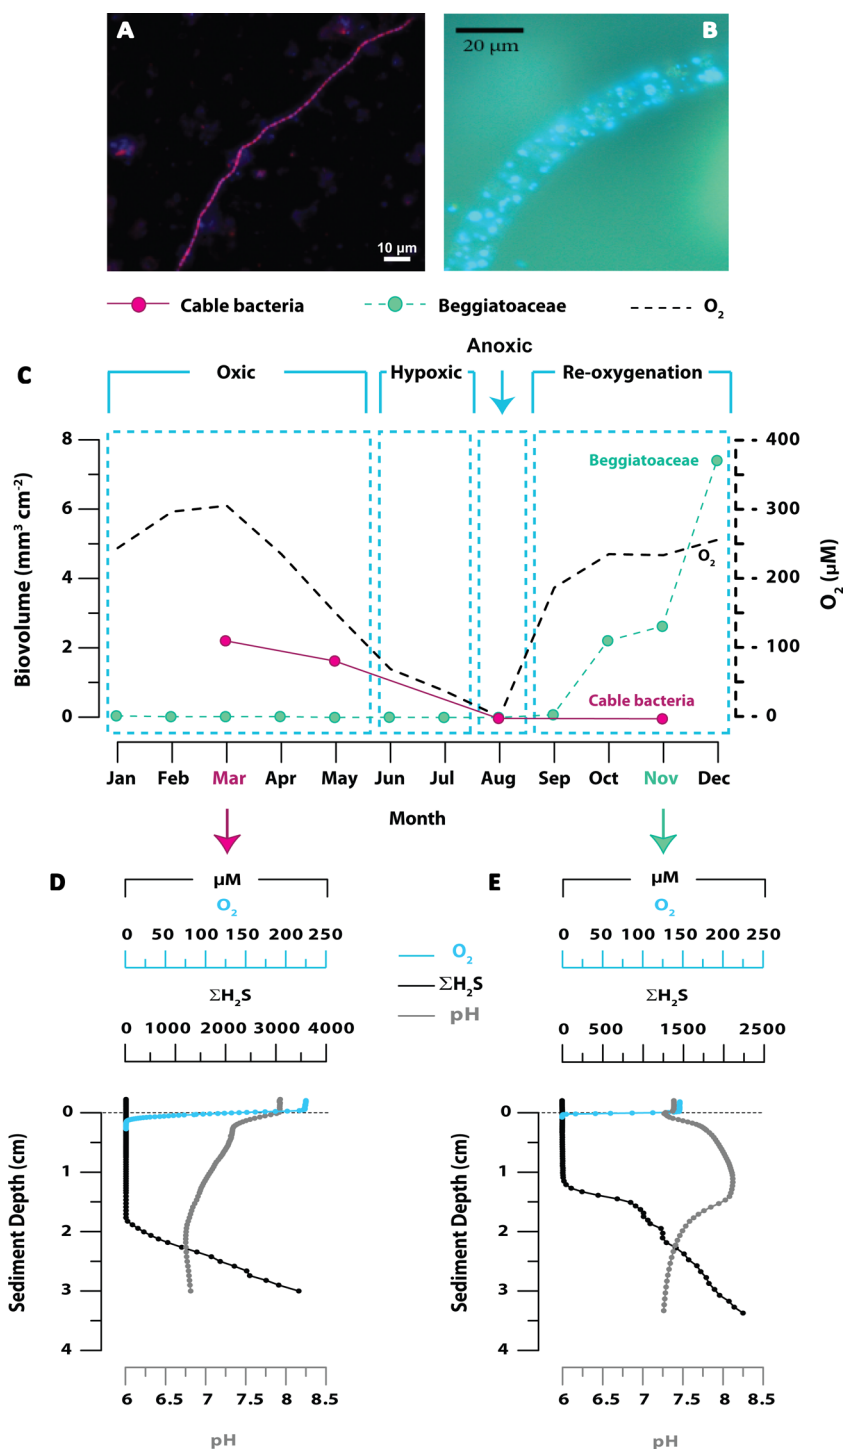 A
B
20 µm
10 µm
Cable bacteria
Beggiatoaceae
O2
C
Oxic
Hypoxic
Anoxic
Re-oxygenation
Biovolume (mm³ cm⁻²)
8
6
4
2
0
Beggiatoaceae
O2
Cable bacteria
400
300
200
100
0
O2 (µM)
Jan Feb Mar Apr May Jun Jul Aug Sep Oct Nov Dec
Month
D
µM
O2
0 50 100 150 200 250
ΣH2S
0 1000 2000 3000 4000
O2
ΣH2S
pH
Sediment Depth (cm)
0
1
2
3
4
6 6.5 7 7.5 8 8.5
pH
E
µM
O2
0 50 100 150 200 250
ΣH2S
0 500 1500 1500 2500
Sediment Depth (cm)
0
1
2
3
4
6 6.5 7 7.5 8 8.5
pH